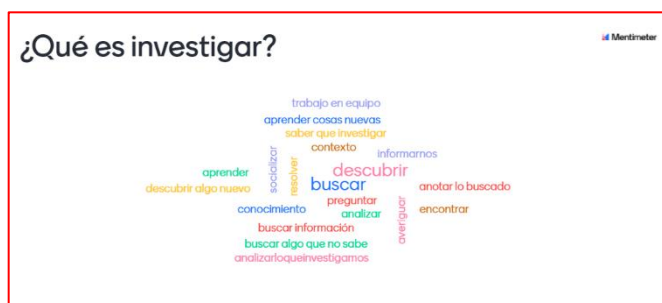 ¿Qué es investigar?
Mentimeter
trabajo en equipo
aprender cosas nuevas
saber que investigar
contexto
informarnos
socializar
resolver
aprender
descubrir
descubrir algo nuevo
buscar
anotar lo buscado
preguntar
conocimiento
analizar
averiguar
encontrar
buscar información
buscar algo que no sabe
analizarloqueinvestigamos